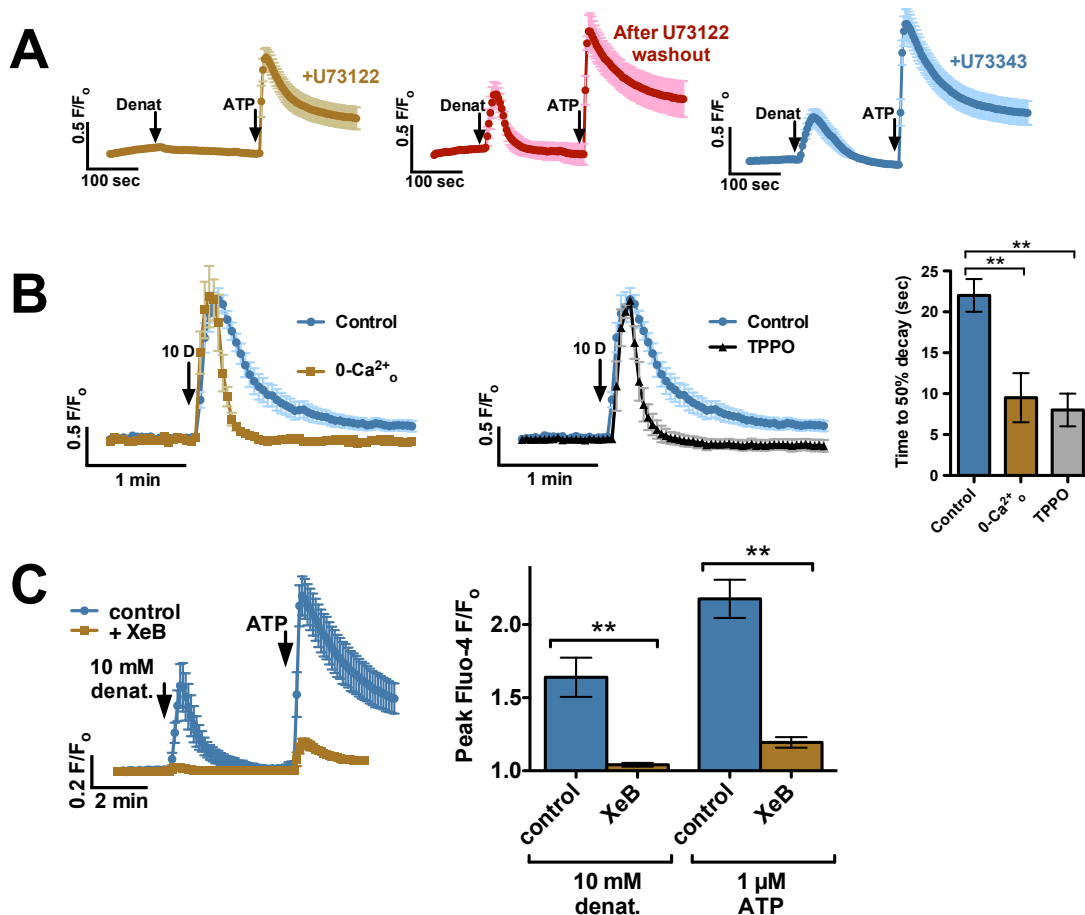 A
Denat
ATP
+U73122
0.5 F/Fo
100 sec
After U73122
washout
Denat
ATP
0.5 F/Fo
100 sec
+U73343
Denat
ATP
0.5 F/Fo
100 sec
B
10 D
Control
0-Ca2+o
0.5 F/Fo
1 min
10 D
Control
TPPO
0.5 F/Fo
1 min
**
**
Time to 50% decay (sec)
25
20
15
10
5
0
Control
0-Ca2+o
TPPO
C
control
+ XeB
10 mM
denat.
ATP
0.2 F/Fo
2 min
**
**
Peak Fluo-4 F/Fo
2.0
1.5
1.0
control
XeB
control
XeB
10 mM
denat.
1 µM
ATP